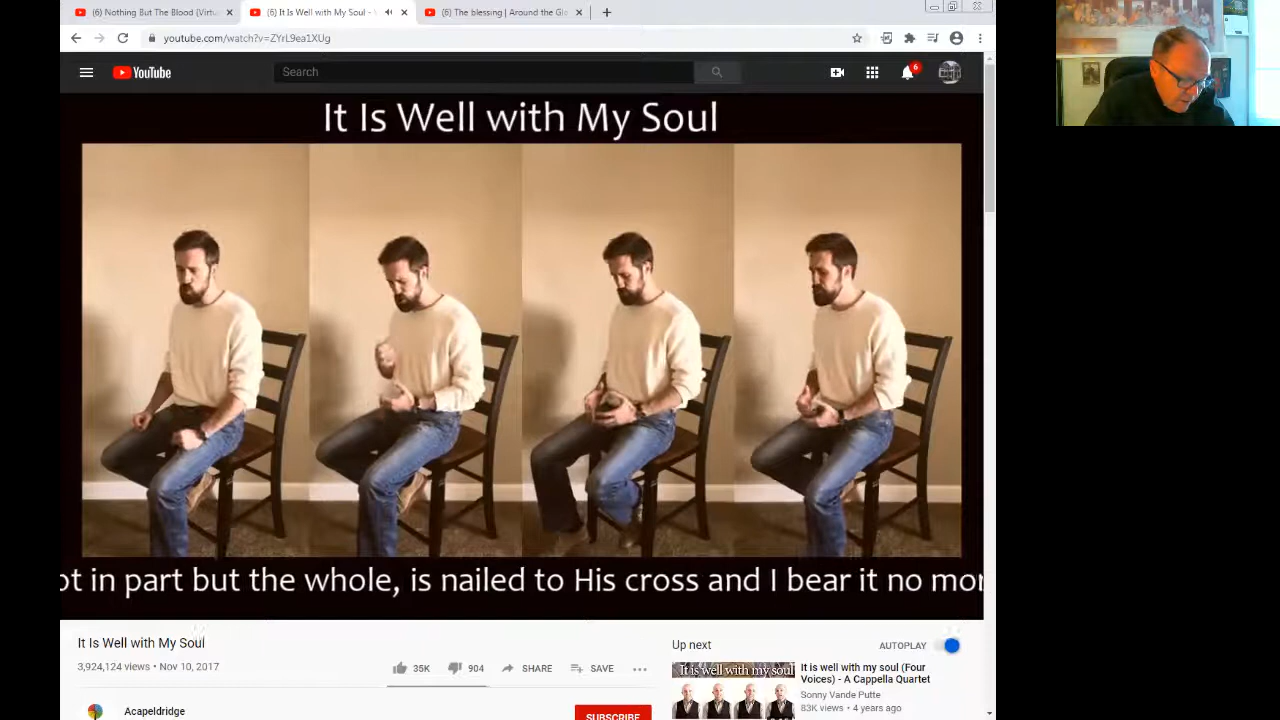 (6) Nothing But The Blood (Virtu
(6) It Is Well with My Soul -
(6) The blessing | Around the Glo
youtube.com/watch?v=ZYrL9ea1XUg
YouTube
Search
6
It Is Well with My Soul
ot in part but the whole, is nailed to His cross and I bear it no mor
It Is Well with My Soul
3,924,124 views • Nov 10, 2017
35K
904
SHARE
SAVE
Acapeldridge
SUBSCRIBE
Up next
AUTOPLAY
It is well with my soul
It is well with my soul (Four
Voices) - A Cappella Quartet
Sonny Vande Putte
83K views • 4 years ago